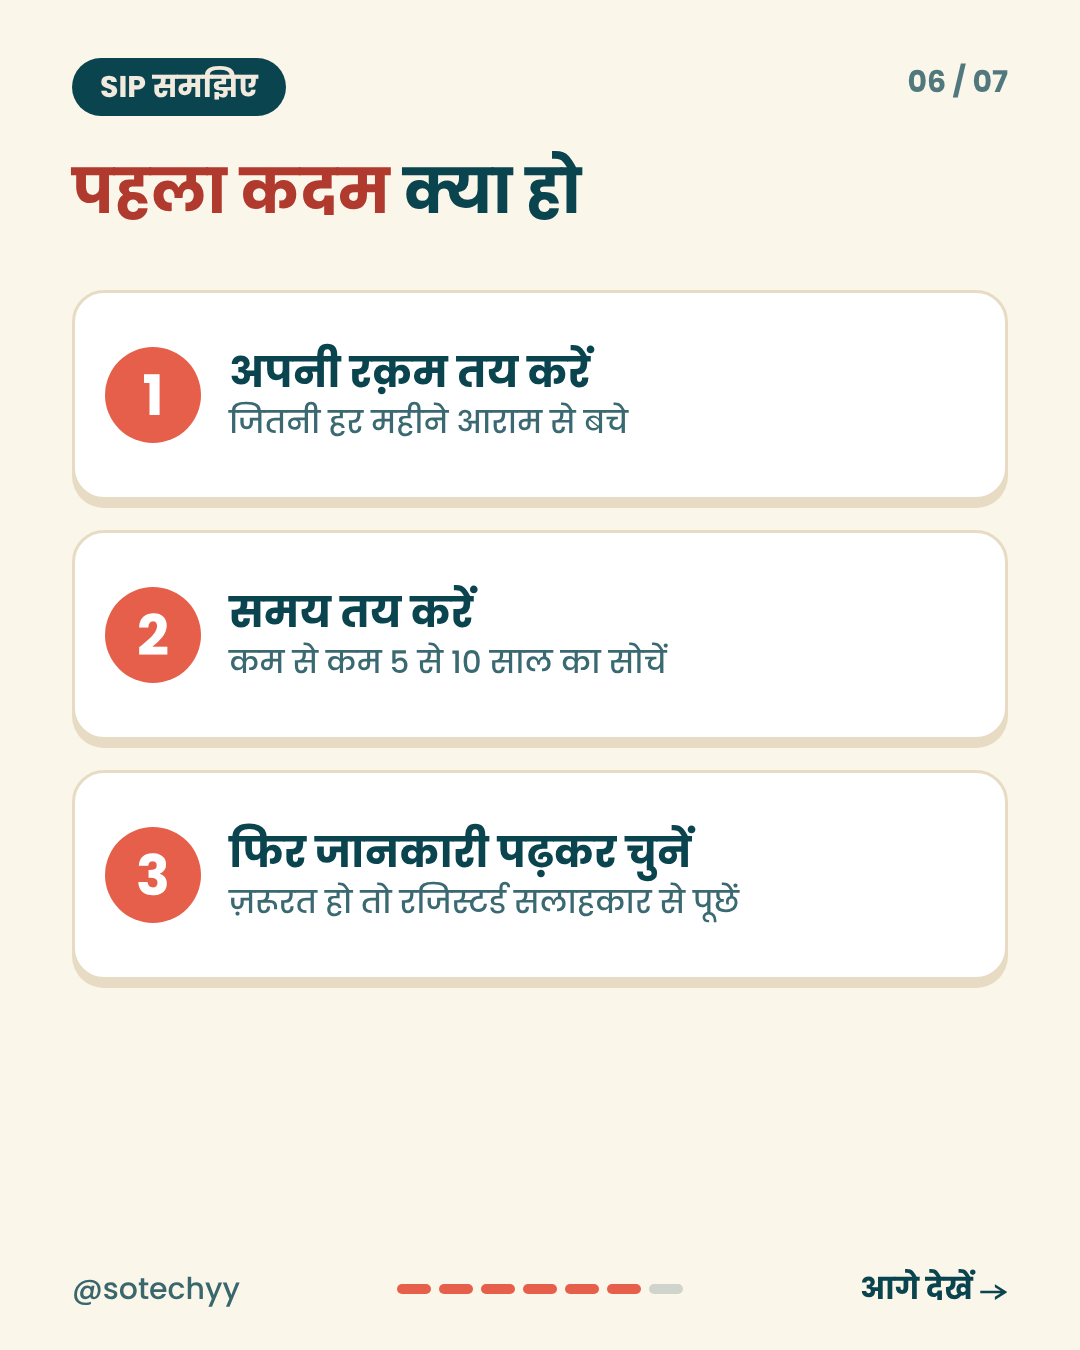 SIP समझिए
06 / 07
पहला कदम क्या हो
1
अपनी रक़म तय करें
जितनी हर महीने आराम से बचे
2
समय तय करें
कम से कम 5 से 10 साल का सोचें
3
फिर जानकारी पढ़कर चुनें
ज़रूरत हो तो रजिस्टर्ड सलाहकार से पूछें
@sotechyy
आगे देखें →